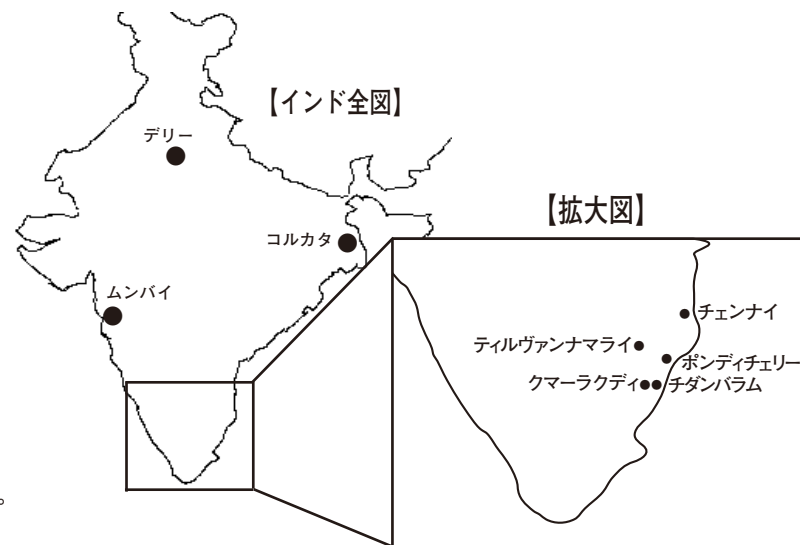 【インド全図】
デリー
【拡大図】
コルカタ
ムンバイ
チェンナイ
ティルヴァンナマライ
ポンディチェリー
クマーラクディ
チダンバラム
。